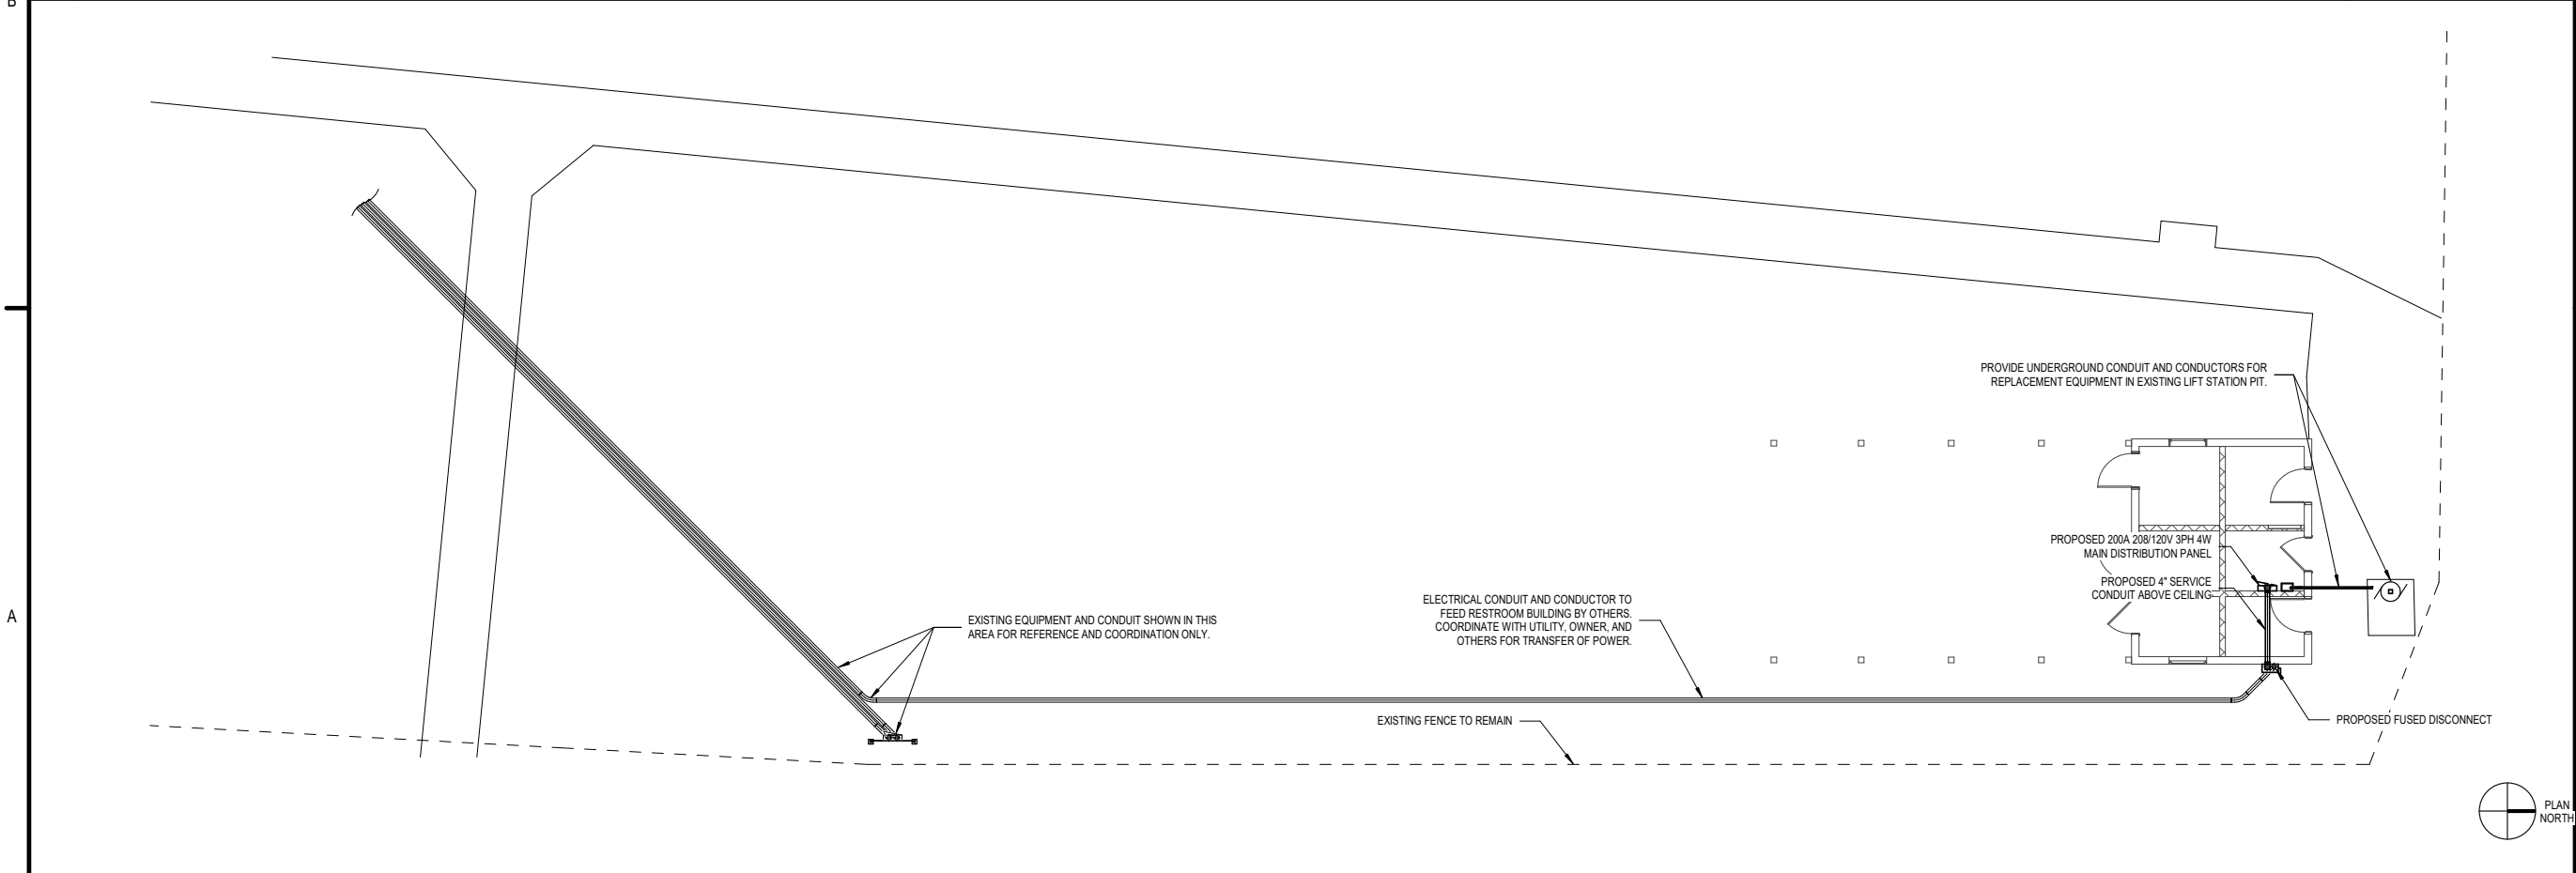 B
PROVIDE UNDERGROUND CONDUIT AND CONDUCTORS FOR
REPLACEMENT EQUIPMENT IN EXISTING LIFT STATION PIT.
PROPOSED 200A 208/120V 3PH 4W
MAIN DISTRIBUTION PANEL
PROPOSED 4" SERVICE
CONDUIT ABOVE CEILING
A
EXISTING EQUIPMENT AND CONDUIT SHOWN IN THIS
AREA FOR REFERENCE AND COORDINATION ONLY.
ELECTRICAL CONDUIT AND CONDUCTOR TO
FEED RESTROOM BUILDING BY OTHERS.
COORDINATE WITH UTILITY, OWNER, AND
OTHERS FOR TRANSFER OF POWER.
EXISTING FENCE TO REMAIN
PROPOSED FUSED DISCONNECT
PLAN
NORTH